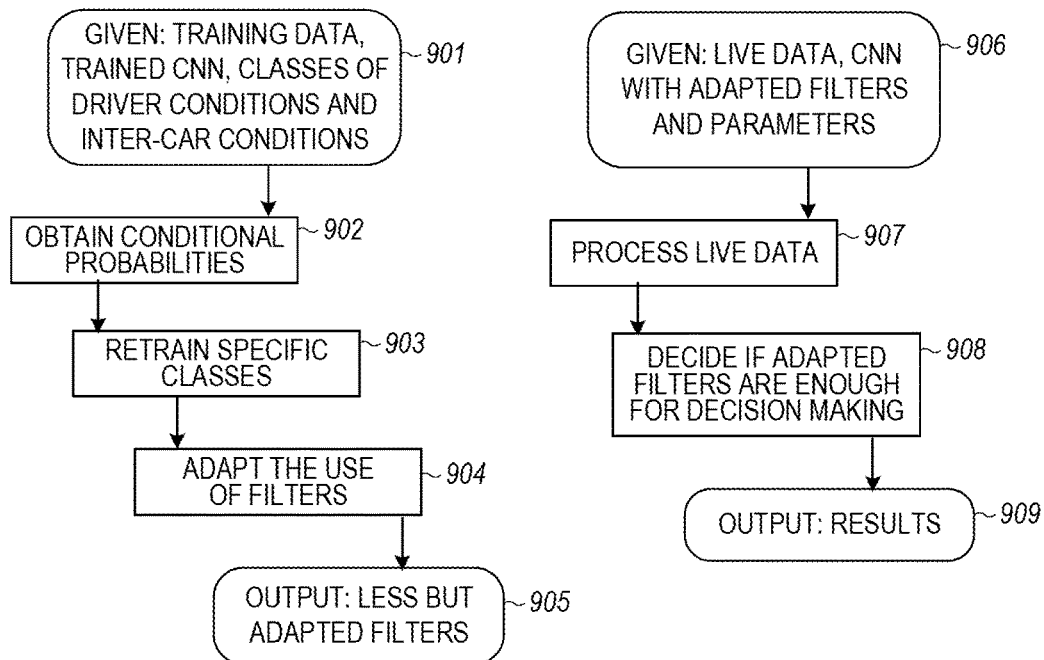 GIVEN: TRAINING DATA,
TRAINED CNN, CLASSES OF
DRIVER CONDITIONS AND
INTER-CAR CONDITIONS
901
OBTAIN CONDITIONAL
PROBABILITIES
902
RETRAIN SPECIFIC
CLASSES
903
ADAPT THE USE
OF FILTERS
904
OUTPUT: LESS BUT
ADAPTED FILTERS
905
GIVEN: LIVE DATA, CNN
WITH ADAPTED FILTERS
AND PARAMETERS
906
PROCESS LIVE DATA
907
DECIDE IF ADAPTED
FILTERS ARE ENOUGH
FOR DECISION MAKING
908
OUTPUT: RESULTS
909